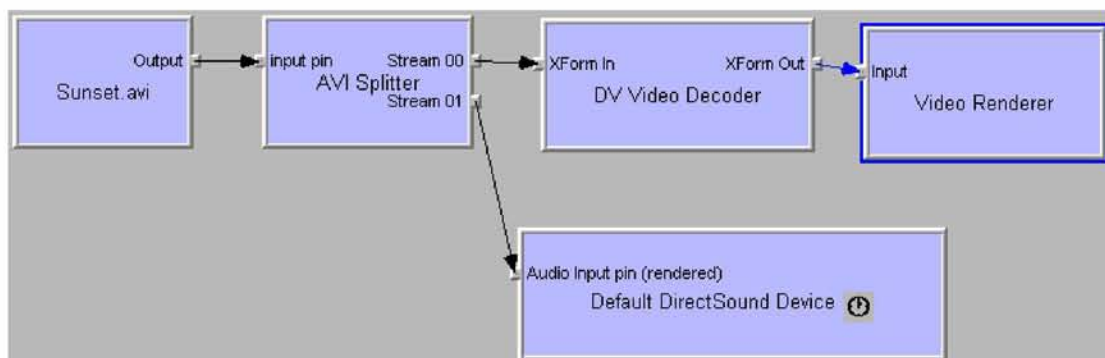 Output
Sunset.avi
input pin
Stream 00
AVI Splitter
Stream 01
XForm In
XForm Out
DV Video Decoder
Input
Video Renderer
Audio Input pin (rendered)
Default DirectSound Device